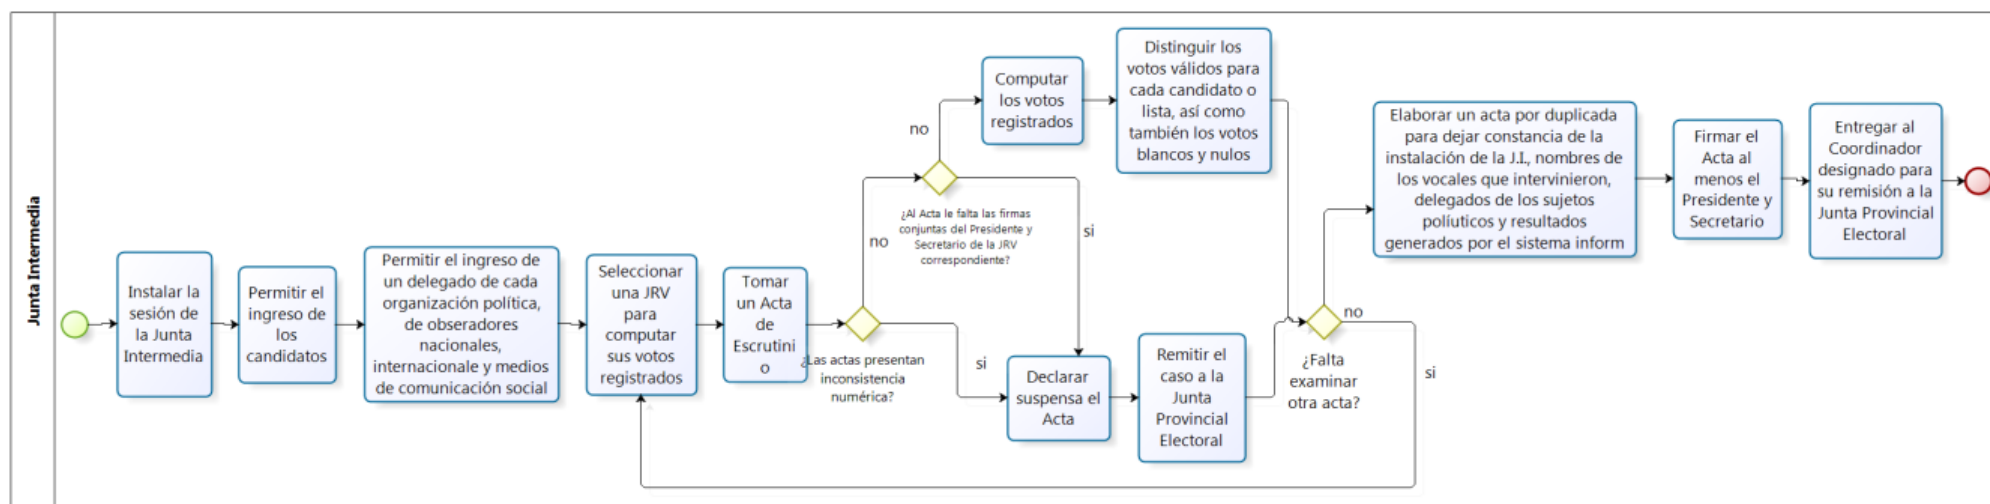 Junta Intermedia
Instalar la
sesión de
la Junta
Intermedia
Permitir el
ingreso de
los
candidatos
Permitir el ingreso de
un delegado de cada
organización política,
de obseradores
nacionales,
internacionale y medios
de comunicación social
Seleccionar
una JRV
para
computar
sus votos
registrados
Tomar
un Acta
de
Escrutini
o
¿Las actas presentan
inconsistencia
numérica?
no
si
¿Al Acta le falta las firmas
conjuntas del Presidente y
Secretario de la JRV
correspondiente?
no
si
Computar
los votos
registrados
Distinguir los
votos válidos para
cada candidato o
lista, así como
también los votos
blancos y nulos
Declarar
suspensa el
Acta
Remitir el
caso a la
Junta
Provincial
Electoral
¿Falta
examinar
otra acta?
no
si
Elaborar un acta por duplicada
para dejar constancia de la
instalación de la J.I., nombres de
los vocales que intervinieron,
delegados de los sujetos
políuticos y resultados
generados por el sistema inform
Firmar el
Acta al
menos el
Presidente y
Secretario
Entregar al
Coordinador
designado para
su remisión a la
Junta Provincial
Electoral